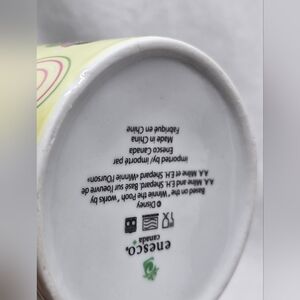 enesco.
canada
© Disney
Based on the "Winnie the Pooh" works by
A.A. Milne and E.H. Shepard Basé sur l'oeuvre de
A.A. Milne et E.H. Shepard «Winnie l'Ourson»
imported by/ importé par
Enesco Canada
Made in China
Fabriqué en Chine